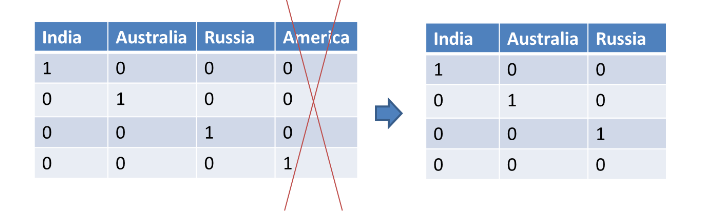 India Australia Russia America
1 0 0 0
0 1 0 0
0 0 1 0
0 0 0 1
India Australia Russia
1 0 0
0 1 0
0 0 1
0 0 0